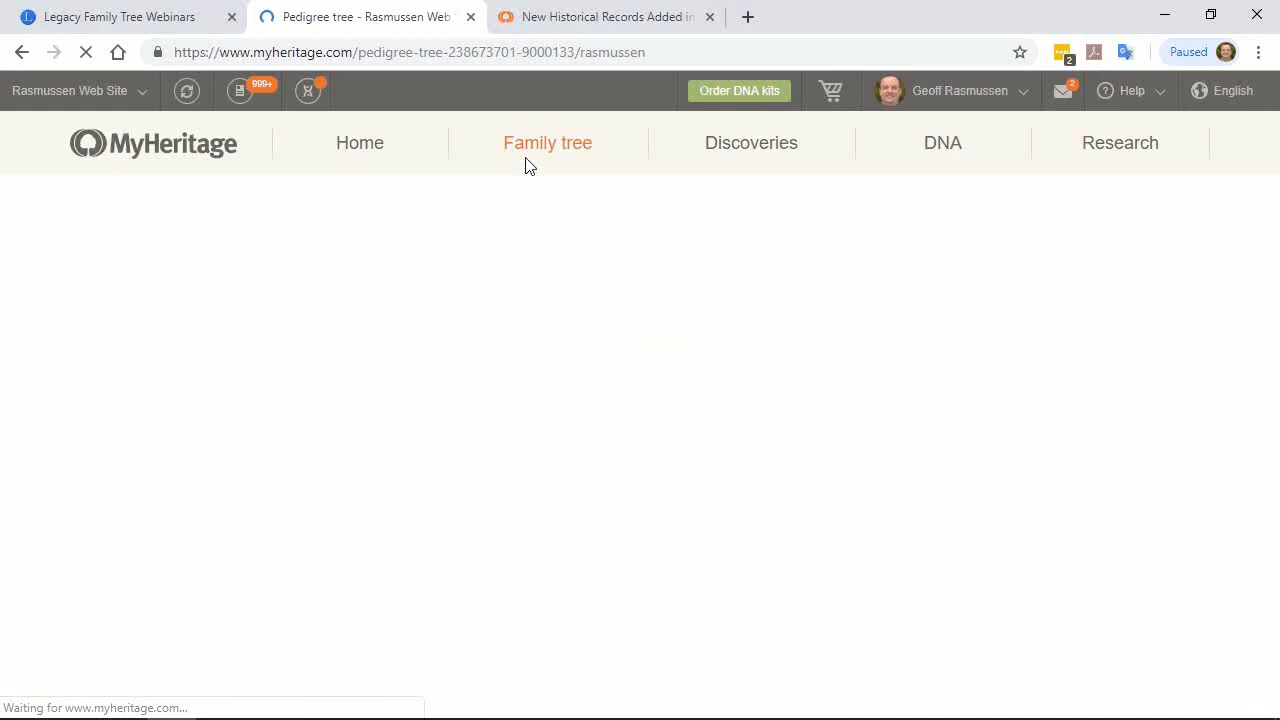 Legacy Family Tree Webinars
Pedigree tree - Rasmussen Web
New Historical Records Added in
https://www.myheritage.com/pedigree-tree-238673701-9000133/rasmussen
2
Paused
Rasmussen Web Site
999+
Order DNA kits
Geoff Rasmussen
2
Help
English
MyHeritage
Home
Family tree
Discoveries
DNA
Research
Waiting for www.myheritage.com...